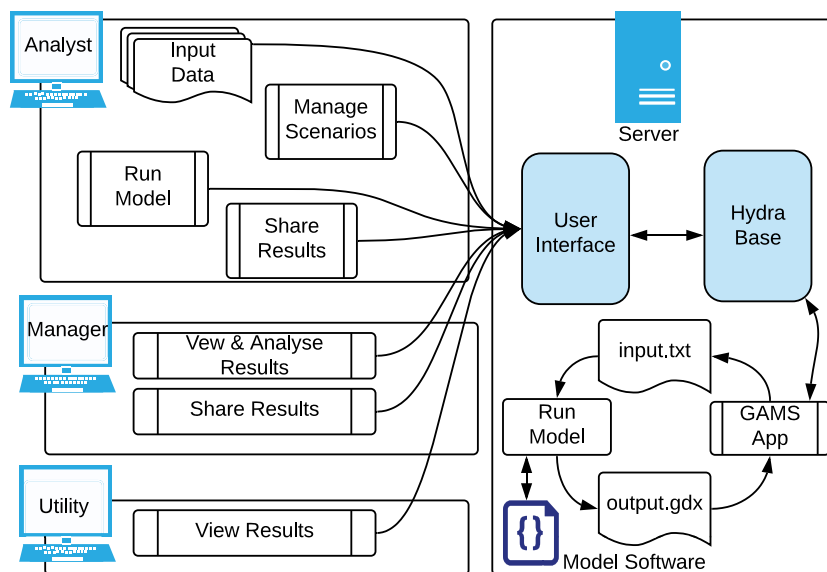 Analyst
Input
Data
Manage
Scenarios
Run
Model
Share
Results
Manager
Vew & Analyse
Results
Share Results
Utility
View Results
Server
User
Interface
Hydra
Base
input.txt
Run
Model
GAMS
App
output.gdx
{}
Model Software